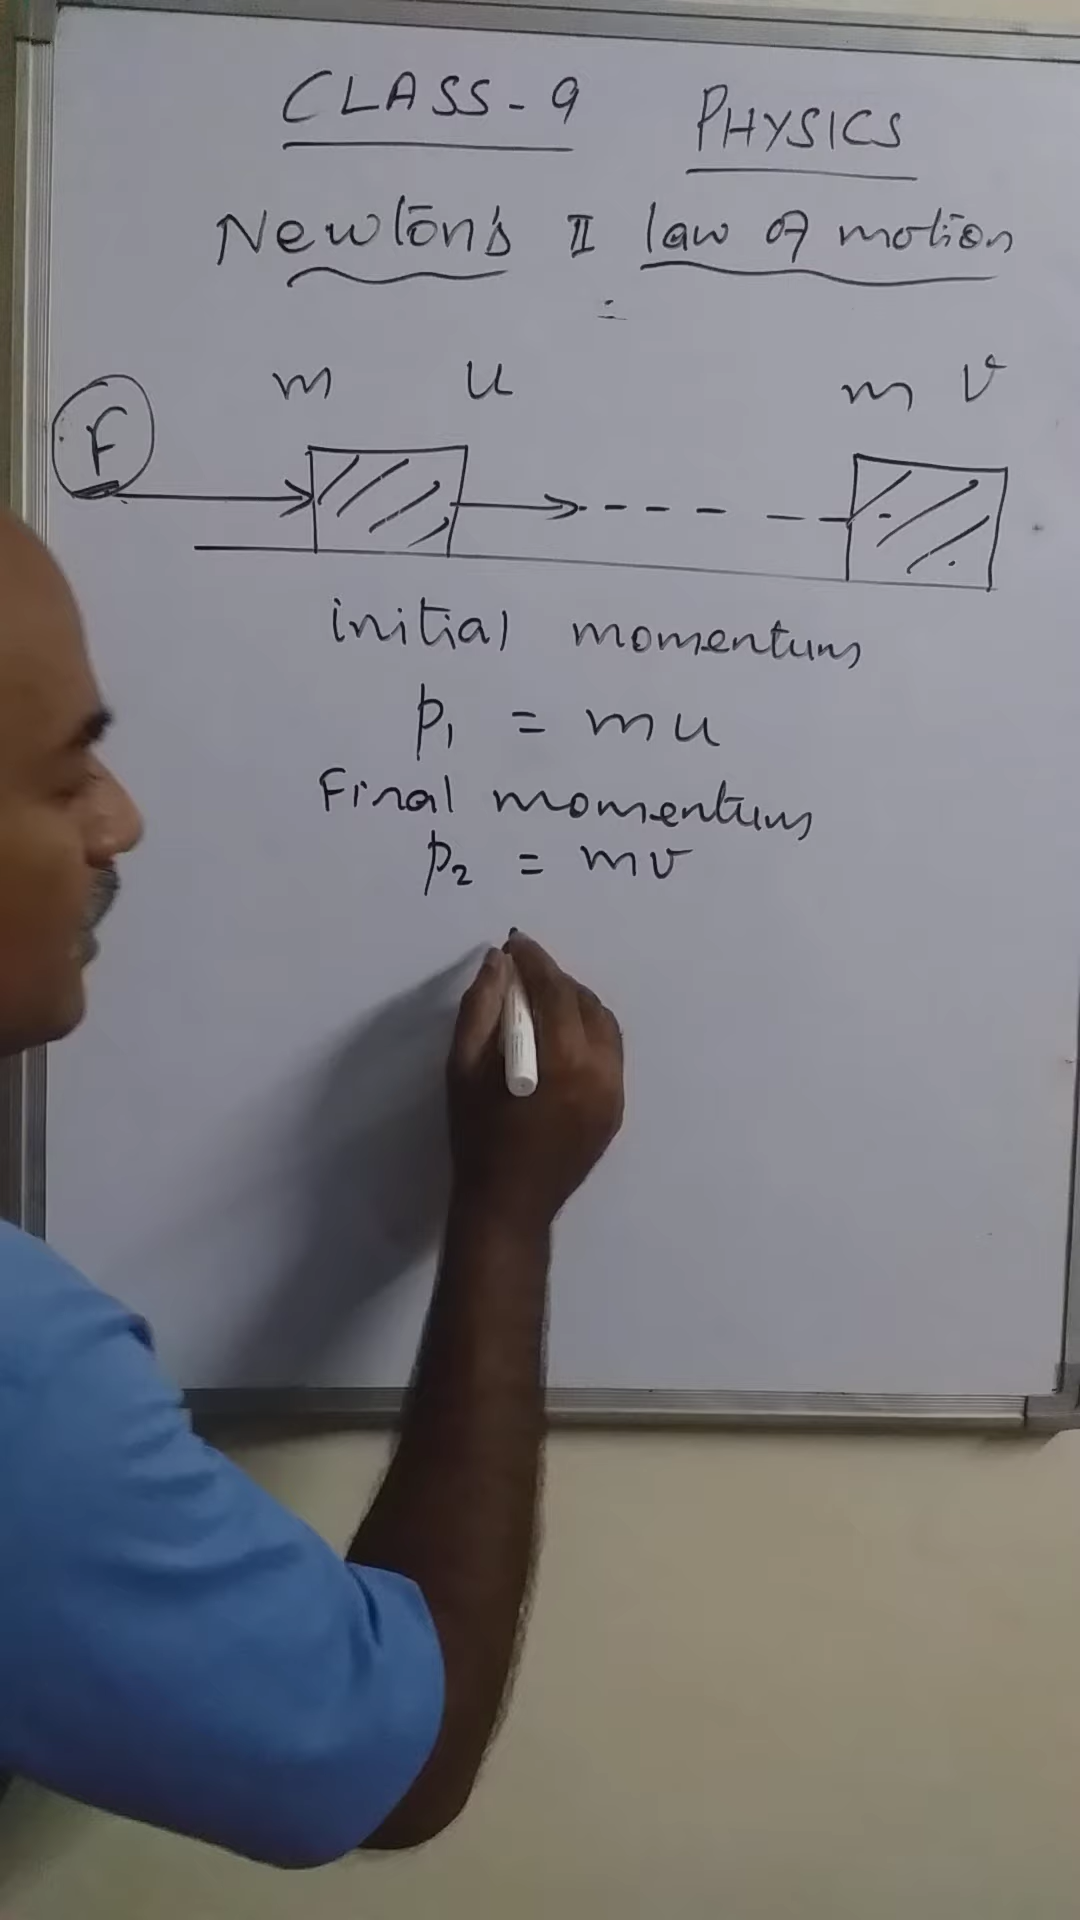 CLASS-9 PHYSICS
Newton's II law of motion
=
m u m v
F
initial momentum
p₁ = mu
Final momentum
p₂ = mv